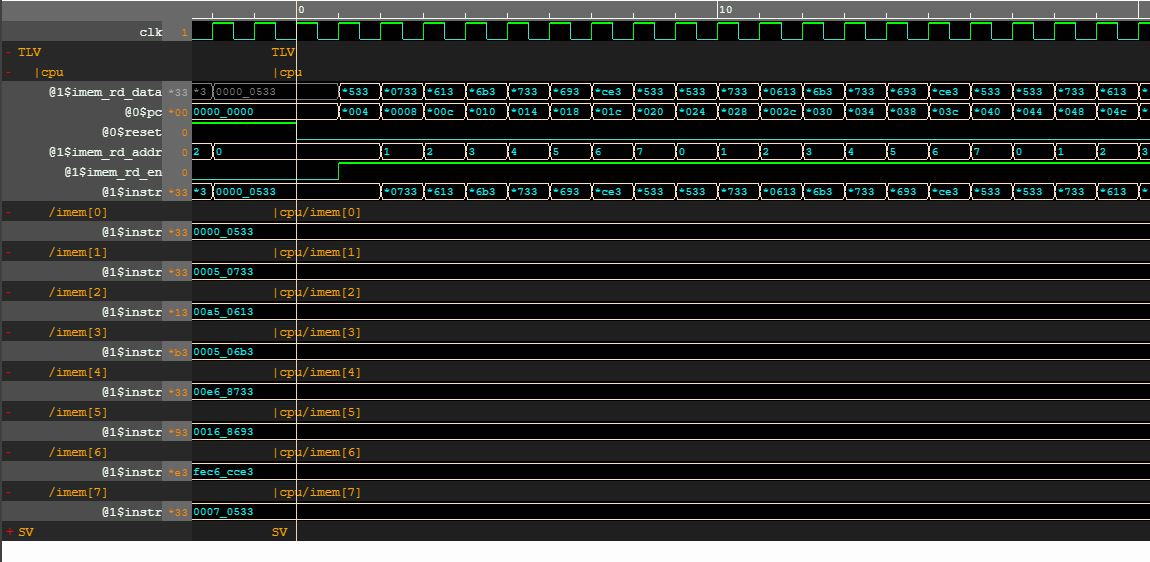 0 10
clk 1
- TLV TLV
- |cpu |cpu
@1$imem_rd_data *33 *3 0000_0533 *533 *0733 *613 *6b3 *733 *693 *ce3 *533 *533 *733 *0613 *6b3 *733 *693 *ce3 *533 *533 *733 *613 *
@0$pc *00 0000_0000 *004 *0008 *00c *010 *014 *018 *01c *020 *024 *028 *002c *030 *034 *038 *03c *040 *044 *048 *04c *
@0$reset 0
@1$imem_rd_addr 0 2 0 1 2 3 4 5 6 7 0 1 2 3 4 5 6 7 0 1 2 3
@1$imem_rd_en 0
@1$instr *33 *3 0000_0533 *0733 *613 *6b3 *733 *693 *ce3 *533 *533 *733 *0613 *6b3 *733 *693 *ce3 *533 *533 *733 *613 *
- /imem[0] |cpu/imem[0]
@1$instr *33 0000_0533
- /imem[1] |cpu/imem[1]
@1$instr *33 0005_0733
- /imem[2] |cpu/imem[2]
@1$instr *13 00a5_0613
- /imem[3] |cpu/imem[3]
@1$instr *b3 0005_06b3
- /imem[4] |cpu/imem[4]
@1$instr *33 00e6_8733
- /imem[5] |cpu/imem[5]
@1$instr *93 0016_8693
- /imem[6] |cpu/imem[6]
@1$instr *e3 fec6_cce3
- /imem[7] |cpu/imem[7]
@1$instr *33 0007_0533
+ SV SV